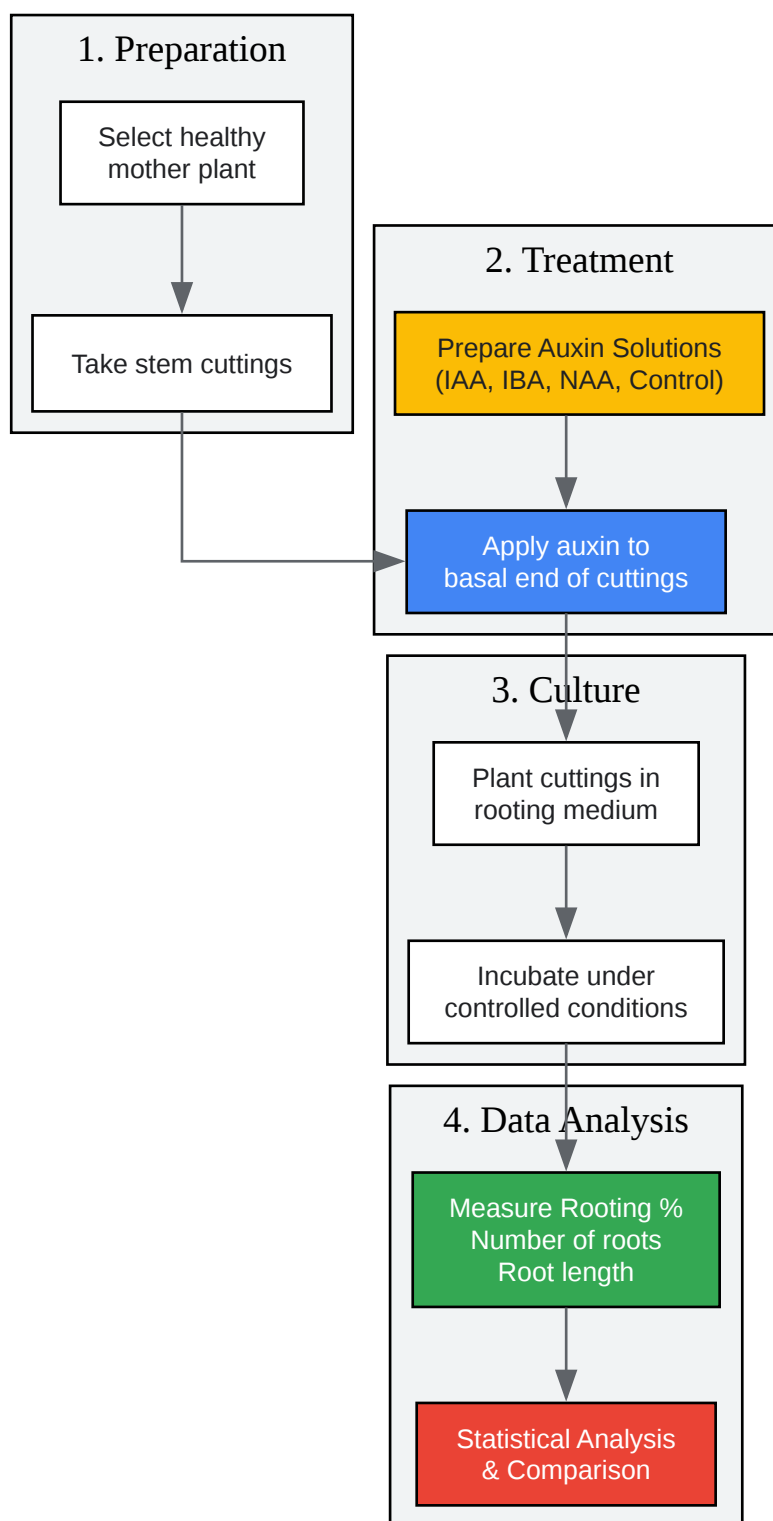 1. Preparation
Select healthy
mother plant
Take stem cuttings
2. Treatment
Prepare Auxin Solutions
(IAA, IBA, NAA, Control)
Apply auxin to
basal end of cuttings
3. Culture
Plant cuttings in
rooting medium
Incubate under
controlled conditions
4. Data Analysis
Measure Rooting %
Number of roots
Root length
Statistical Analysis
& Comparison